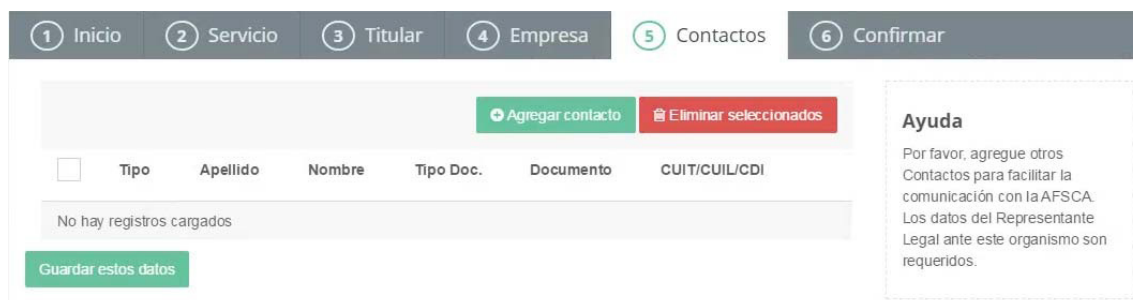 1 Inicio 2 Servicio 3 Titular 4 Empresa 5 Contactos 6 Confirmar
Agregar contacto Eliminar seleccionados
Tipo Apellido Nombre Tipo Doc. Documento CUIT/CUIL/CDI
No hay registros cargados
Guardar estos datos
Ayuda
Por favor, agregue otros
Contactos para facilitar la
comunicación con la AFSCA.
Los datos del Representante
Legal ante este organismo son
requeridos.